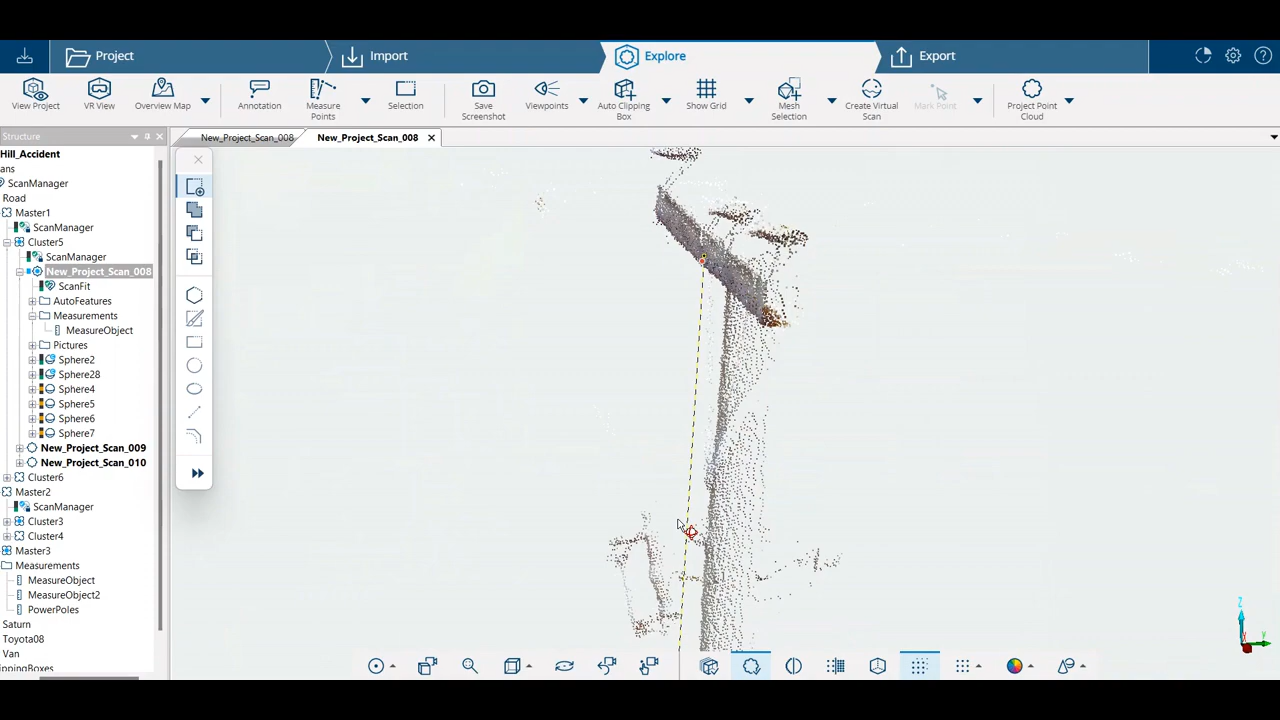 Project
Import
Explore
Export
View Project
VR View
Overview Map
Annotation
Measure Points
Selection
Save Screenshot
Viewpoints
Auto Clipping Box
Show Grid
Mesh Selection
Create Virtual Scan
Mark Point
Project Point Cloud
Structure
New_Project_Scan_008
New_Project_Scan_008
Hill_Accident
ans
ScanManager
Road
Master1
ScanManager
Cluster5
ScanManager
New_Project_Scan_008
ScanFit
AutoFeatures
Measurements
MeasureObject
Pictures
Sphere2
Sphere28
Sphere4
Sphere5
Sphere6
Sphere7
New_Project_Scan_009
New_Project_Scan_010
Cluster6
Master2
ScanManager
Cluster3
Cluster4
Master3
Measurements
MeasureObject
MeasureObject2
PowerPoles
Saturn
Toyota08
Van
ippingBoxes
Z
y